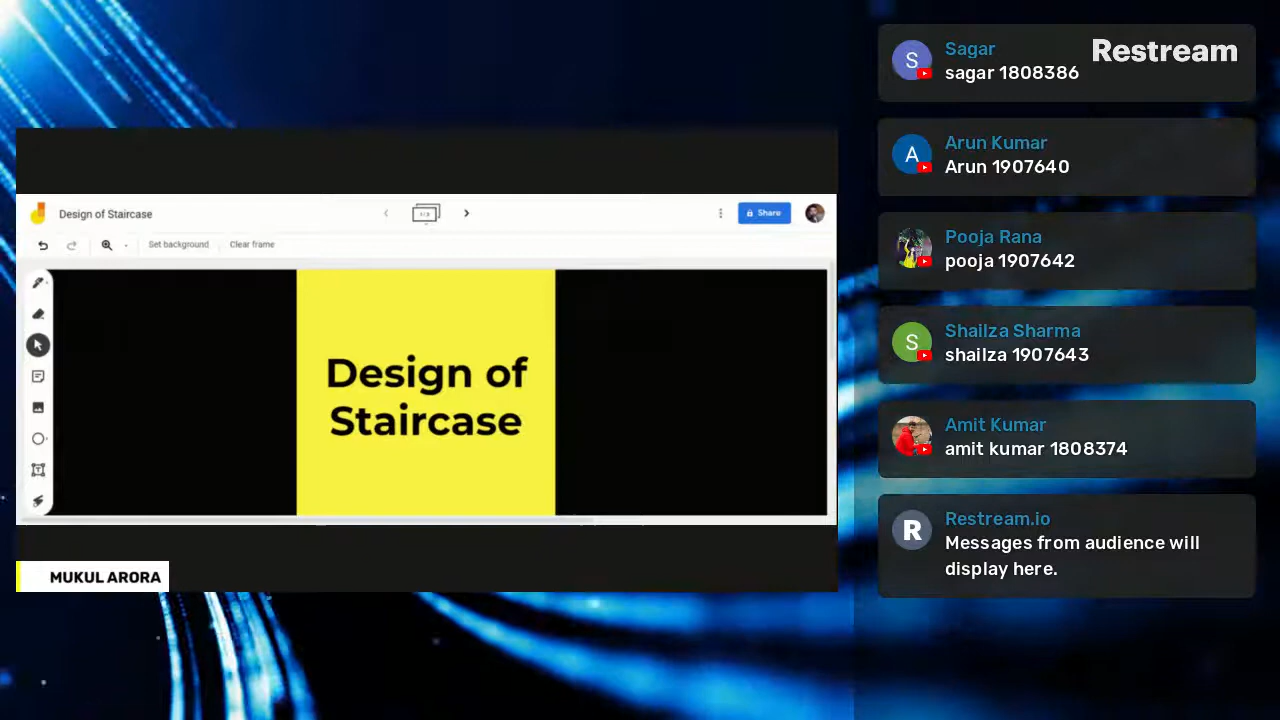 Design of Staircase
Share
Set background
Clear frame
Design of
Staircase
MUKUL ARORA
Restream
Sagar
sagar 1808386
Arun Kumar
Arun 1907640
Pooja Rana
pooja 1907642
Shailza Sharma
shailza 1907643
Amit Kumar
amit kumar 1808374
Restream.io
Messages from audience will
display here.
S
A
S
R